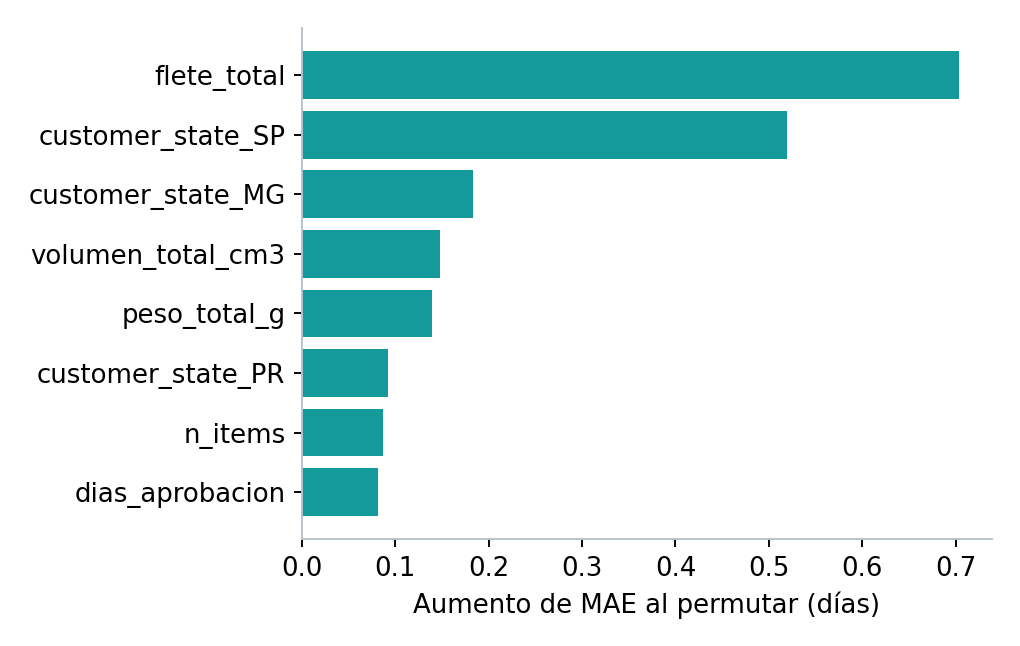 flete_total
customer_state_SP
customer_state_MG
volumen_total_cm3
peso_total_g
customer_state_PR
n_items
dias_aprobacion
0.0 0.1 0.2 0.3 0.4 0.5 0.6 0.7
Aumento de MAE al permutar (días)